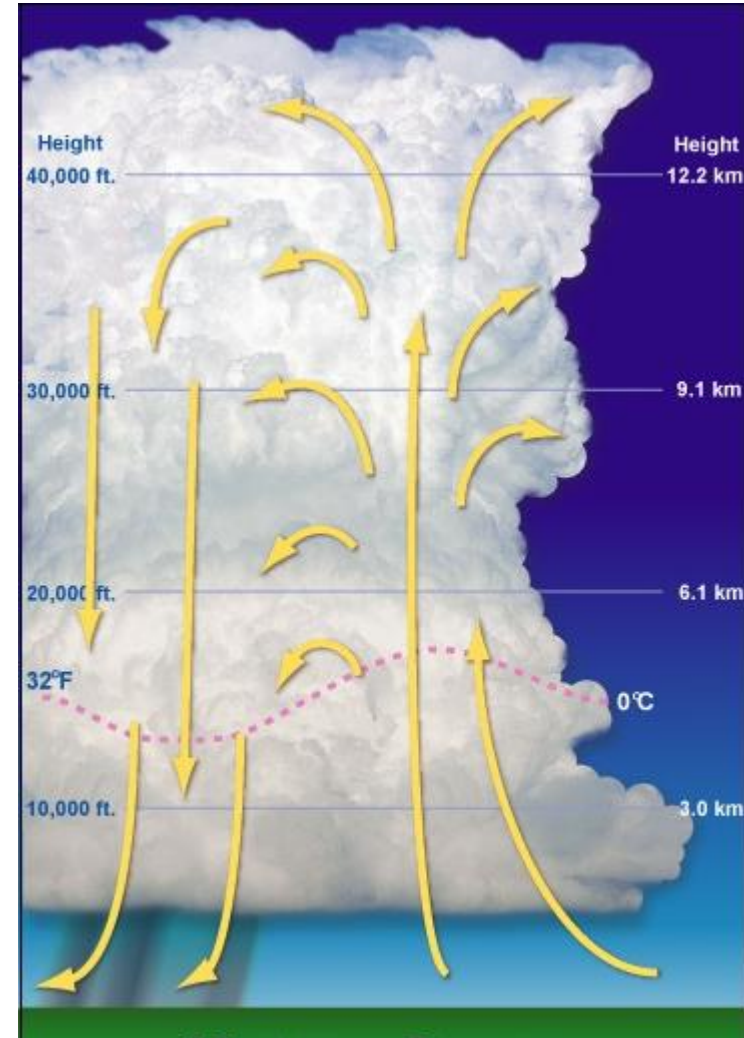 Height
40,000 ft.
Height
12.2 km
30,000 ft.
9.1 km
20,000 ft.
6.1 km
32°F
0°C
10,000 ft.
3.0 km